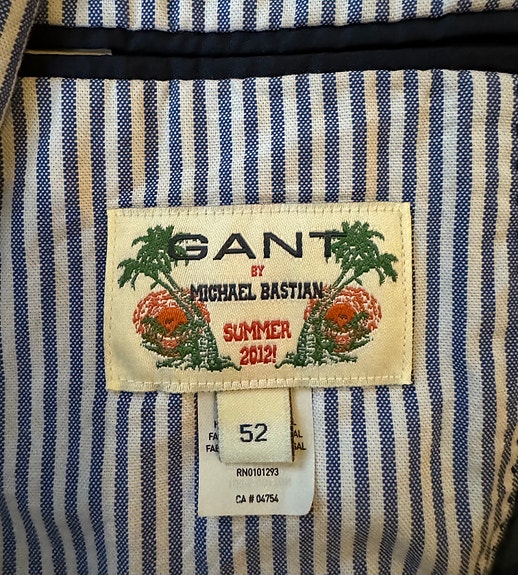 GANT
BY
MICHAEL BASTIAN
SUMMER
2012!
52
RN0101293
CA # 04754